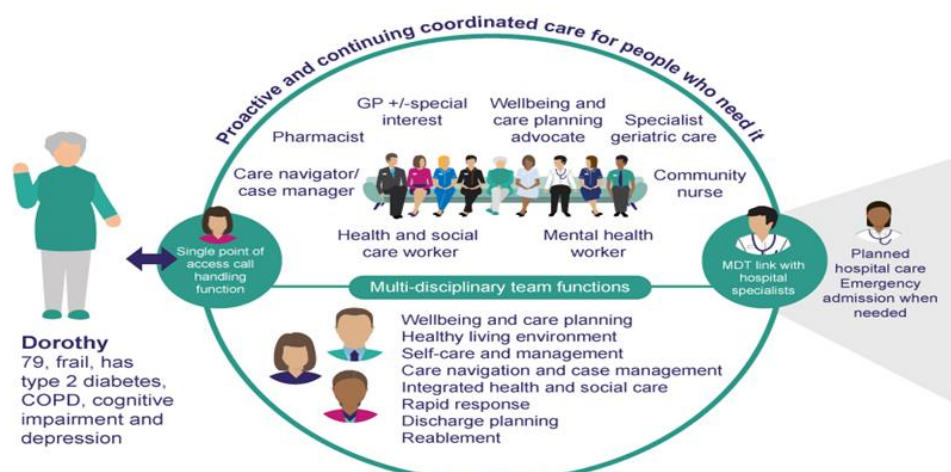 Proactive and continuing coordinated care for people who need it
GP +/-special
interest
Wellbeing and
care planning
advocate
Specialist
geriatric care
Pharmacist
Care navigator/
case manager
Community
nurse
Health and social
care worker
Mental health
worker
Single point of
access call
handling
function
MDT link with
hospital
specialists
Planned
hospital care
Emergency
admission when
needed
Multi-disciplinary team functions
Wellbeing and care planning
Healthy living environment
Self-care and management
Care navigation and case management
Integrated health and social care
Rapid response
Discharge planning
Reablement
Dorothy
79, frail, has
type 2 diabetes,
COPD, cognitive
impairment and
depression